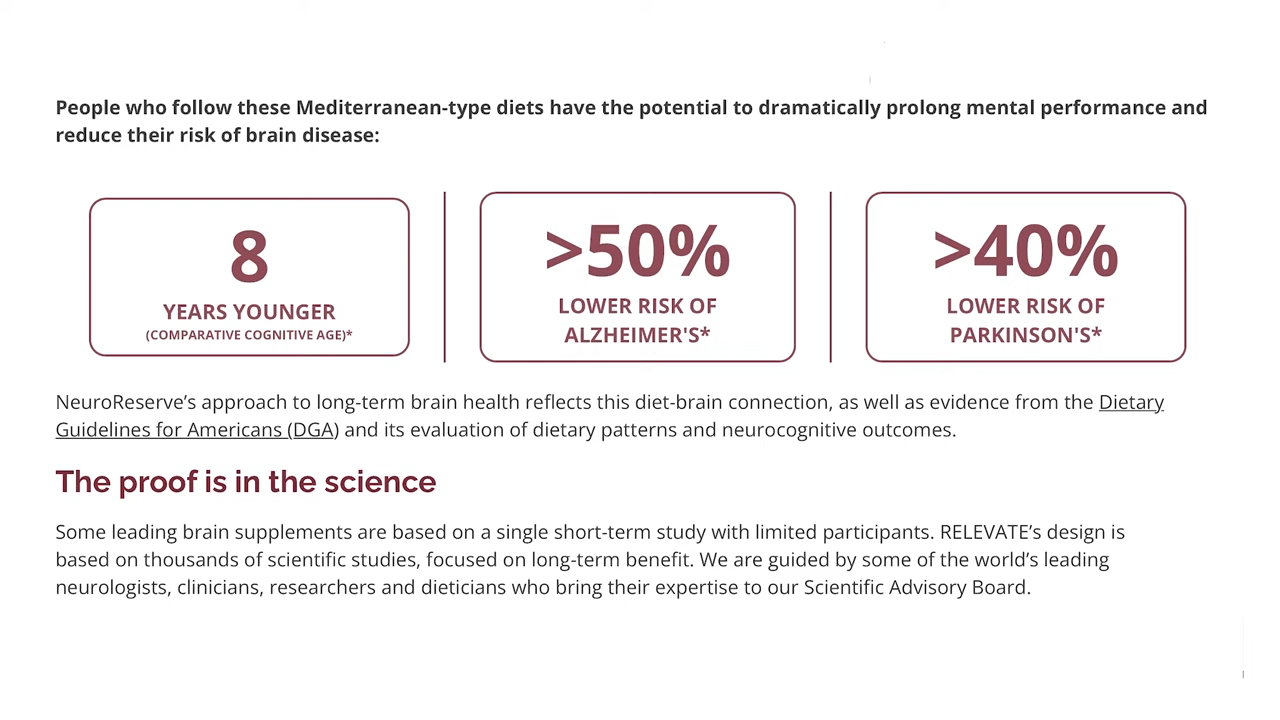 People who follow these Mediterranean-type diets have the potential to dramatically prolong mental performance and
reduce their risk of brain disease:
8
YEARS YOUNGER
(COMPARATIVE COGNITIVE AGE)*
>50%
LOWER RISK OF
ALZHEIMER'S*
>40%
LOWER RISK OF
PARKINSON'S*
NeuroReserve’s approach to long-term brain health reflects this diet-brain connection, as well as evidence from the Dietary
Guidelines for Americans (DGA) and its evaluation of dietary patterns and neurocognitive outcomes.
The proof is in the science
Some leading brain supplements are based on a single short-term study with limited participants. RELEVATE’s design is
based on thousands of scientific studies, focused on long-term benefit. We are guided by some of the world’s leading
neurologists, clinicians, researchers and dieticians who bring their expertise to our Scientific Advisory Board.